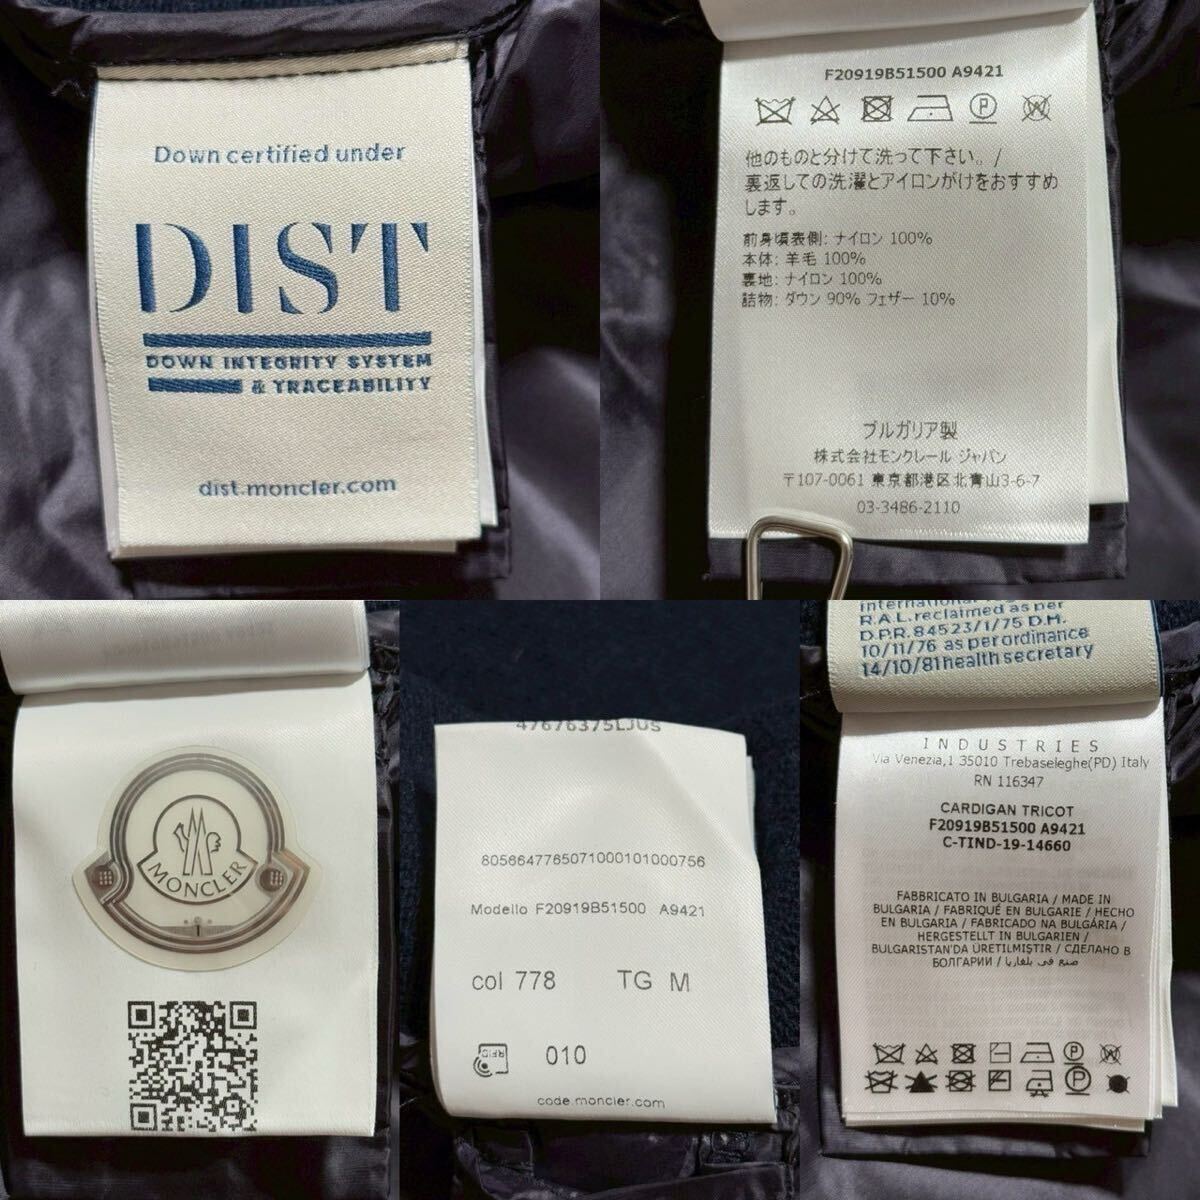 Down certified under
DIST
DOWN INTEGRITY SYSTEM
& TRACEABILITY
dist.moncler.com
F20919B51500 A9421
他のものと分けて洗って下さい。/
裏返しての洗濯とアイロンがけをおすすめ
します。
前身頃表側: ナイロン 100%
本体: 羊毛 100%
裏地: ナイロン 100%
詰物: ダウン 90% フェザー 10%
ブルガリア製
株式会社モンクレール ジャパン
〒107-0061 東京都港区北青山3-6-7
03-3486-2110
MONCLER
47676375LJUS
8056647765071000101000756
Modello F20919B51500 A9421
col 778 TG M
RFID
010
code.moncler.com
R.A.L.reclaimed as per
D.P.R. 84523/1/75 D.M.
10/11/76 as per ordinance
14/10/81 health secretary
INDUSTRIES
Via Venezia,1 35010 Trebaseleghe(PD) Italy
RN 116347
CARDIGAN TRICOT
F20919B51500 A9421
C-TIND-19-14660
FABBRICATO IN BULGARIA / MADE IN
BULGARIA / FABRIQUÉ EN BULGARIE / HECHO
EN BULGARIA / FABRICADO NA BULGÁRIA /
HERGESTELLT IN BULGARIEN /
BULGARISTAN'DA ÜRETILMIŞTIR / СДЕЛАНО В
БОЛГАРИИ / صنع في بلغاريا